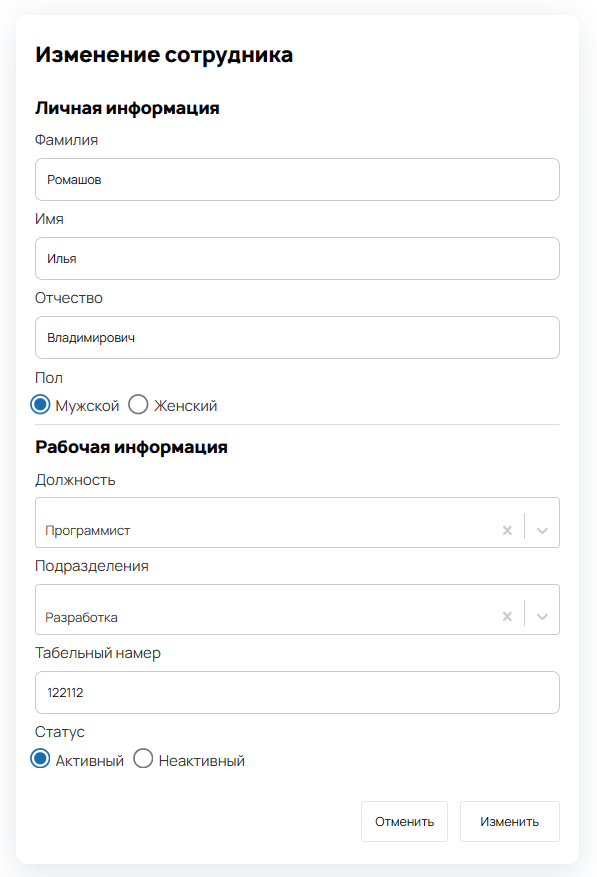 Изменение сотрудника
Личная информация
Фамилия
Ромашов
Имя
Илья
Отчество
Владимирович
Пол
Мужской Женский
Рабочая информация
Должность
Программист
Подразделения
Разработка
Табельный намер
122112
Статус
Активный Неактивный
Отменить Изменить